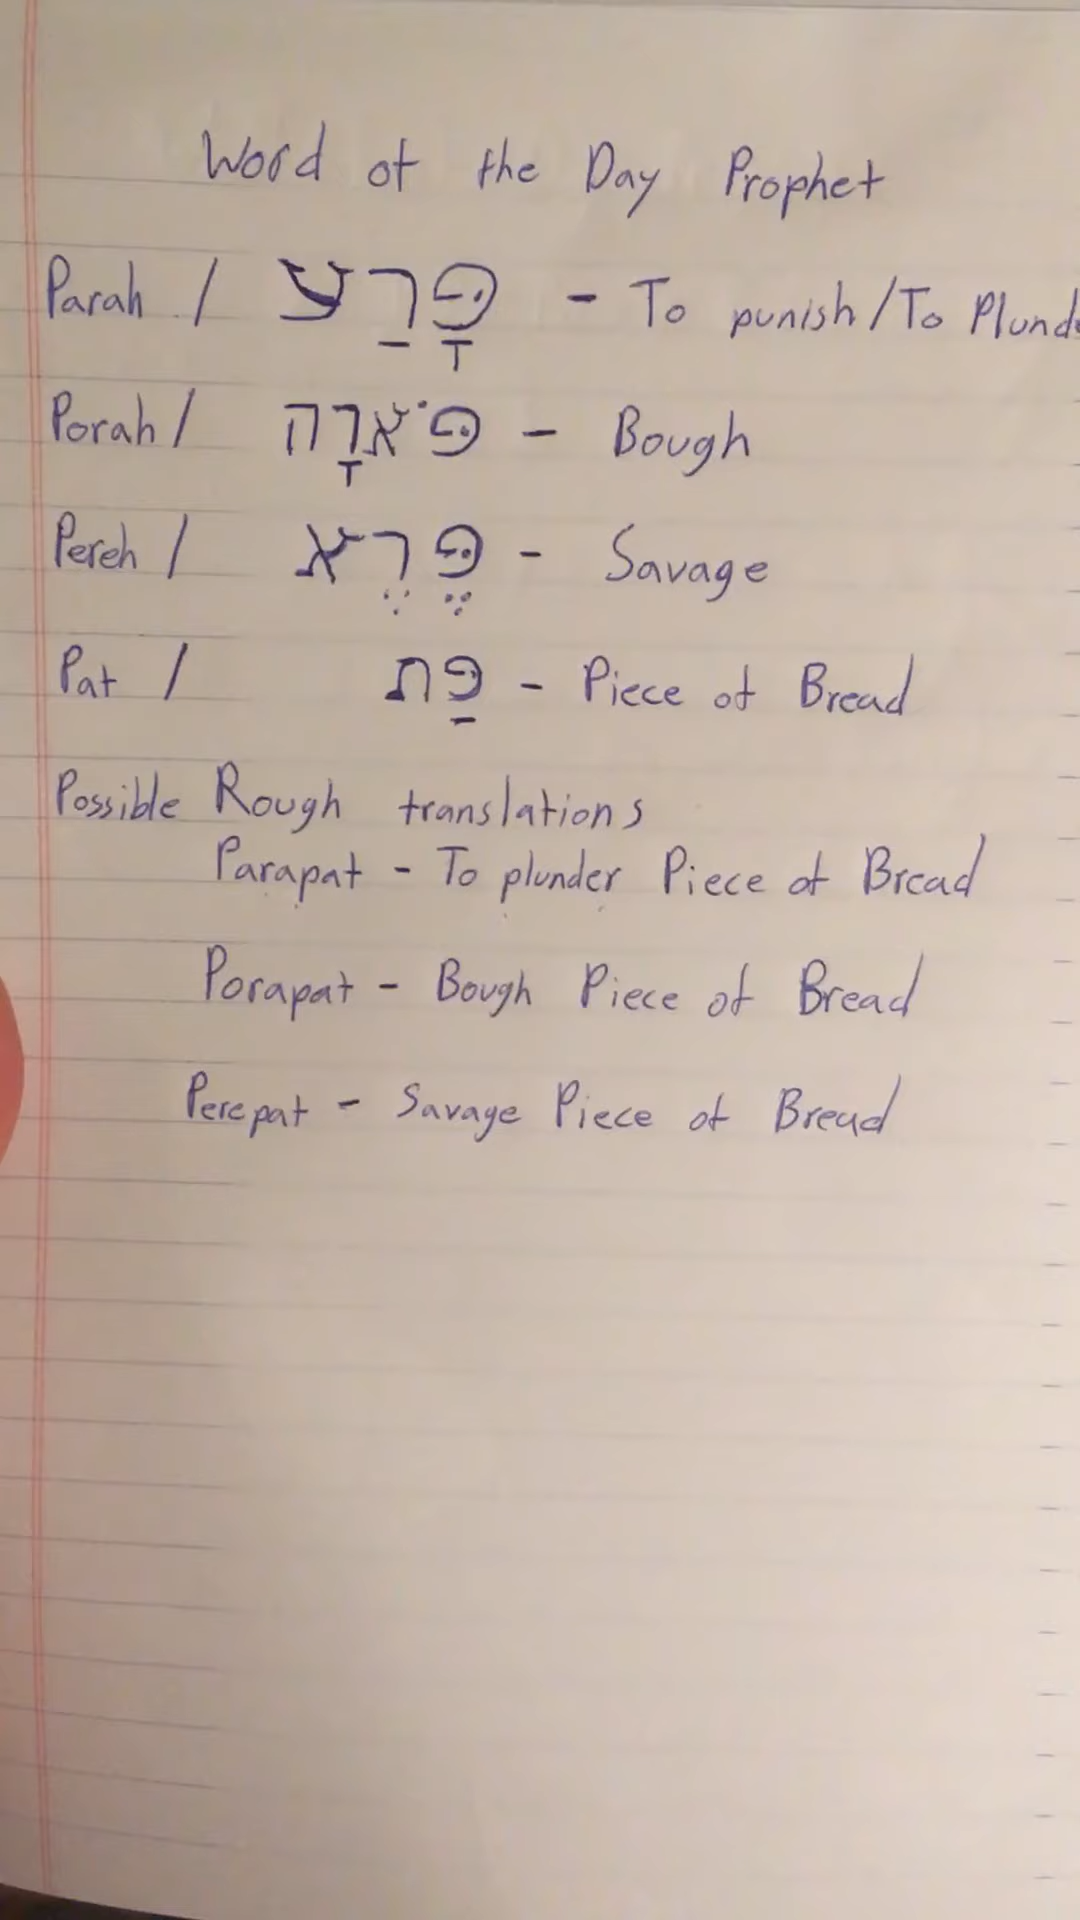 Word of the Day Prophet
Parah / פָּרַע - To punish/To Plund
Porah / פֹּארָה - Bough
Pereh / פֶּרֶא - Savage
Pat / פַּת - Piece of Bread
Possible Rough translations
Parapat - To plunder Piece of Bread
Porapat - Bough Piece of Bread
Perepat - Savage Piece of Bread